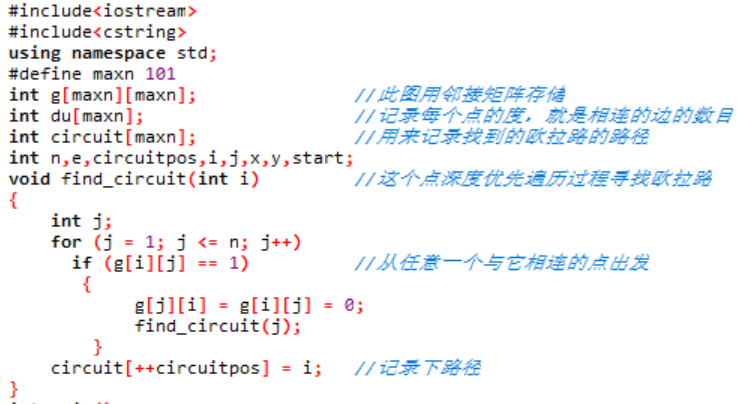 #include<iostream>
#include<cstring>
using namespace std;
#define maxn 101
int g[maxn][maxn]; //此图用邻接矩阵存储
int du[maxn]; //记录每个点的度，就是相连的边的数目
int circuit[maxn]; //用来记录找到的欧拉路的路径
int n,e,circuitpos,i,j,x,y,start;
void find_circuit(int i) //这个点深度优先遍历过程寻找欧拉路
{
int j;
for (j = 1; j <= n; j++)
if (g[i][j] == 1) //从任意一个与它相连的点出发
{
g[j][i] = g[i][j] = 0;
find_circuit(j);
}
circuit[++circuitpos] = i; //记录下路径
}